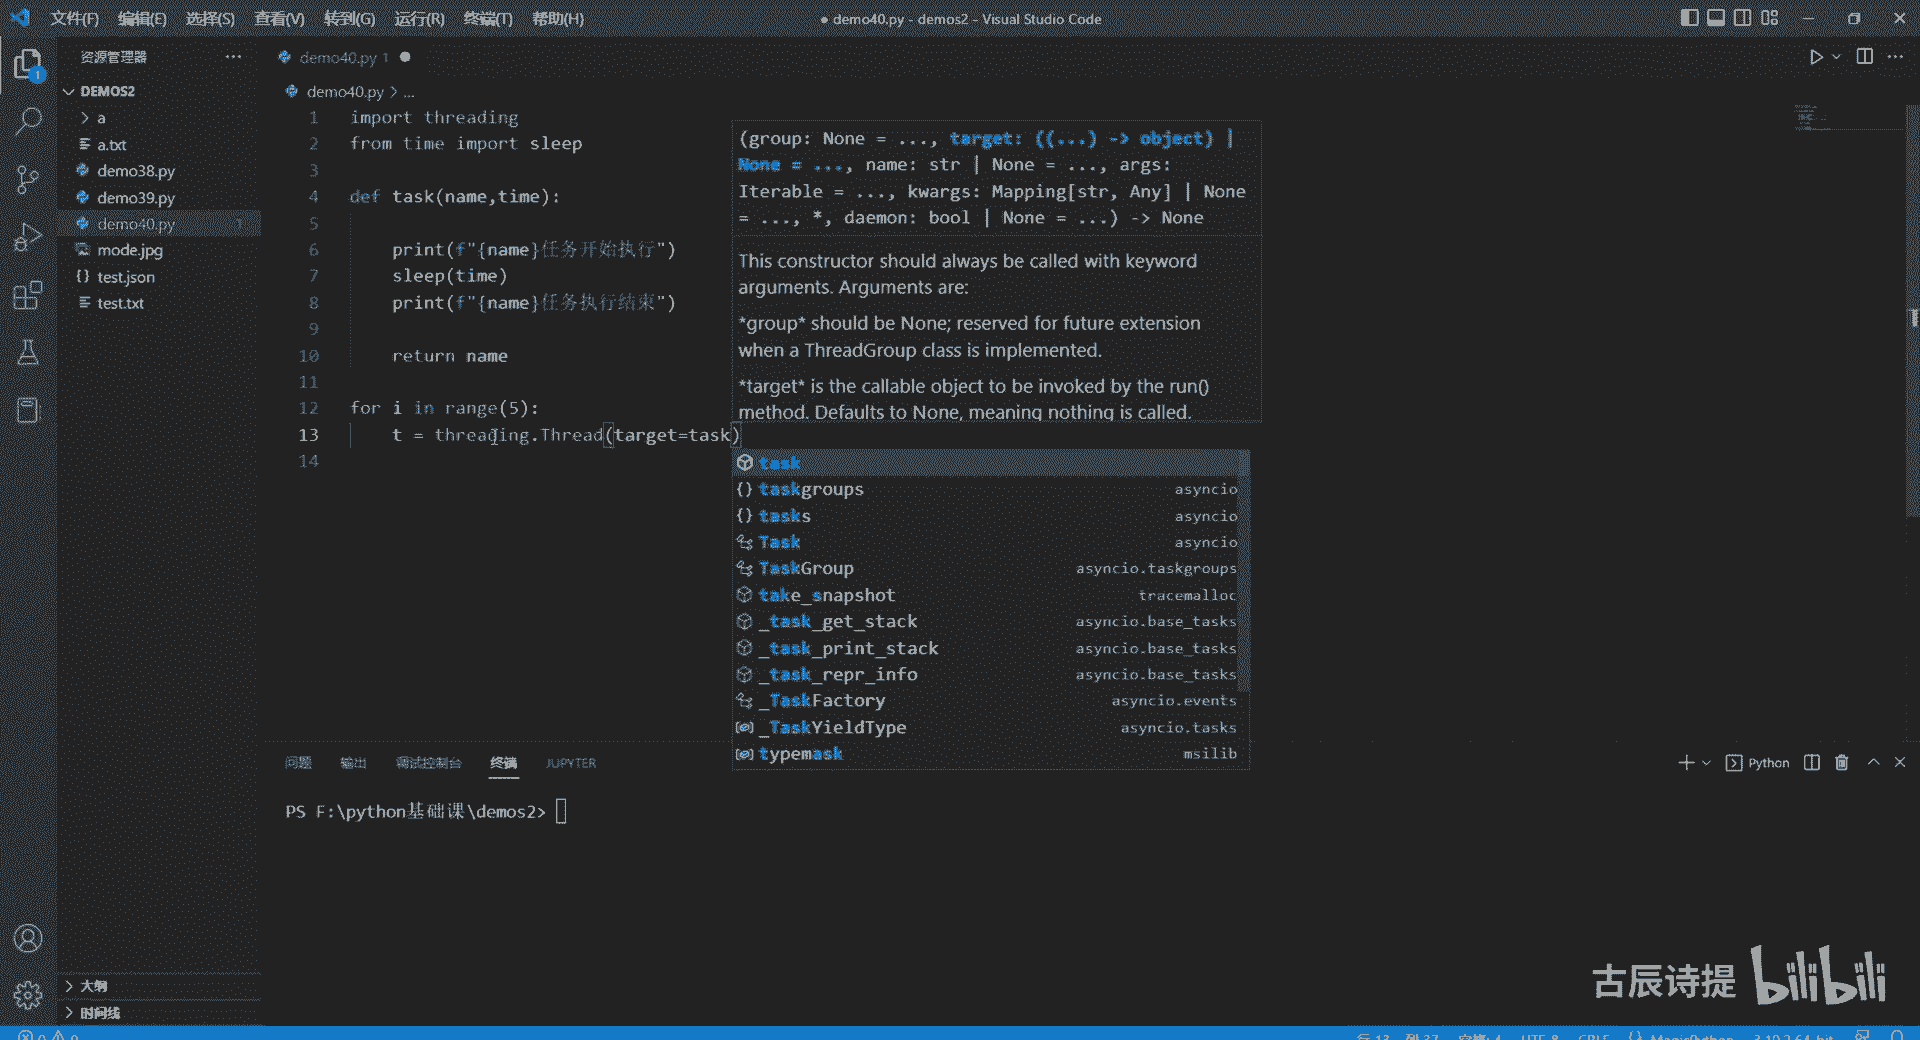 文件(F) 编辑(E) 选择(S) 查看(V) 转到(G) 运行(R) 终端(T) 帮助(H)
● demo40.py - demos2 - Visual Studio Code
资源管理器
DEMOS2
a
a.txt
demo38.py
demo39.py
demo40.py 1
mode.jpg
test.json
test.txt
大纲
时间线
1
demo40.py 1
demo40.py > ...
1 import threading
2 from time import sleep
3
4 def task(name,time):
5
6 print(f"{name}任务开始执行")
7 sleep(time)
8 print(f"{name}任务执行结束")
9
10 return name
11
12 for i in range(5):
13 t = threading.Thread(target=task)
14
(group: None = ..., target: ((...) -> object) |
None = ..., name: str | None = ..., args:
Iterable = ..., kwargs: Mapping[str, Any] | None
= ..., *, daemon: bool | None = ...) -> None
This constructor should always be called with keyword
arguments. Arguments are:
*group* should be None; reserved for future extension
when a ThreadGroup class is implemented.
*target* is the callable object to be invoked by the run()
method. Defaults to None, meaning nothing is called.
task
taskgroups asyncio
tasks asyncio
Task asyncio
TaskGroup asyncio.taskgroups
take_snapshot tracemalloc
_task_get_stack asyncio.base_tasks
_task_print_stack asyncio.base_tasks
_task_repr_info asyncio.base_tasks
_TaskFactory asyncio.events
_TaskYieldType asyncio.tasks
typemask msilib
问题 输出 调试控制台 终端 JUPYTER
Python
PS F:\python基础课\demos2>
古辰诗提 bilibili
行 13, 列 37 空格: 4 UTF-8 CRLF MagicPython 3.10.2 64-bit